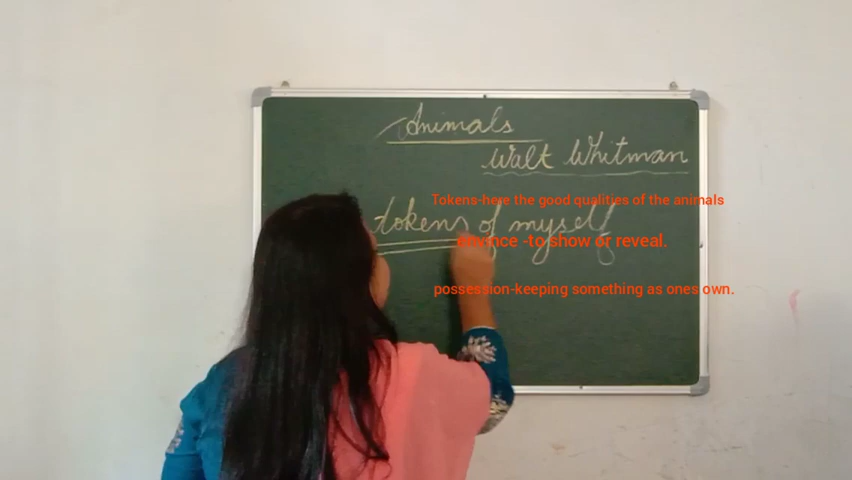 Animals
Walt Whitman
Tokens-here the good qualities of the animals
tokens of myself
-to show or reveal.
possession-keeping something as ones own.